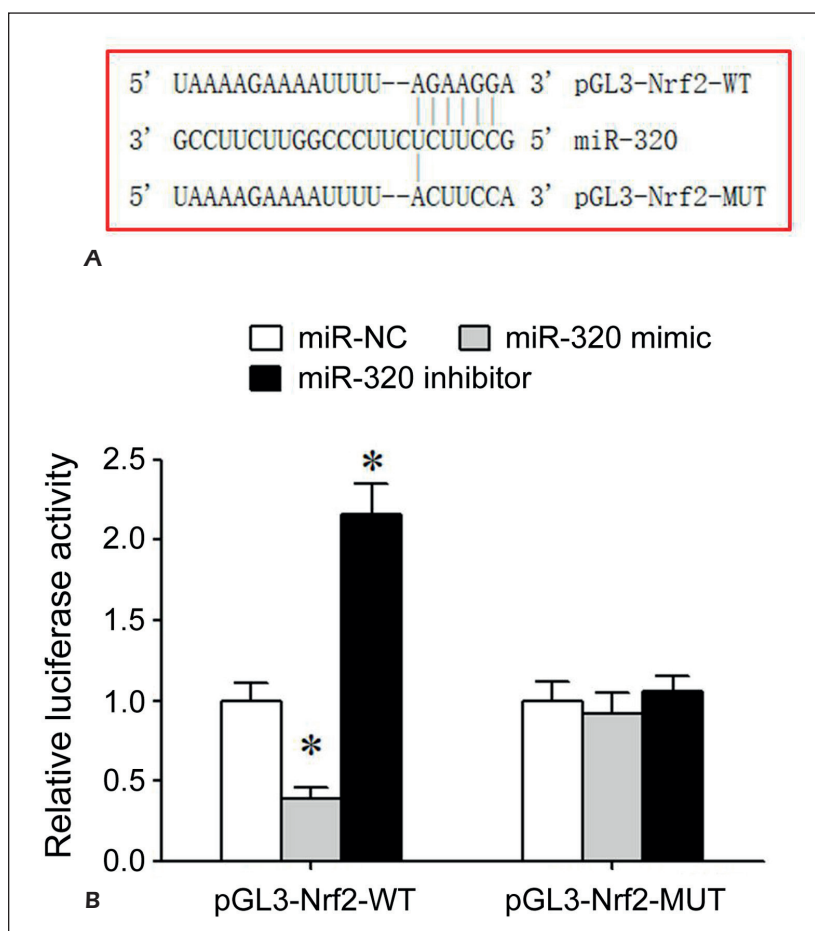 5' UAAAAGAAAAUUUU--AGAAGGA 3' pGL3-Nrf2-WT
3' GCCUUCUUGGCCCUUCUCUUCCG 5' miR-320
5' UAAAAGAAAAUUUU--ACUUCCA 3' pGL3-Nrf2-MUT
A
miR-NC miR-320 mimic
miR-320 inhibitor
Relative luciferase activity
2.5
2.0
1.5
1.0
0.5
0.0
*
*
pGL3-Nrf2-WT pGL3-Nrf2-MUT
B